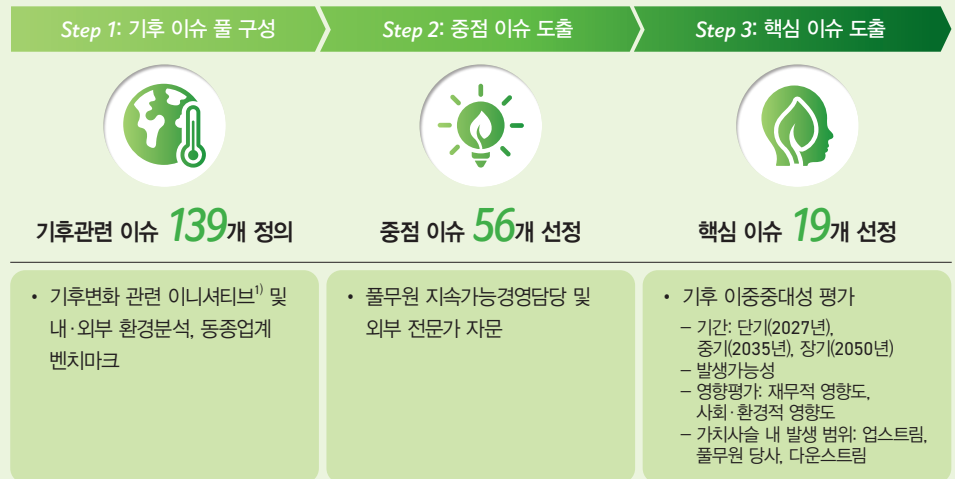 Step 1: 기후 이슈 풀 구성
Step 2: 중점 이슈 도출
Step 3: 핵심 이슈 도출
기후관련 이슈 139개 정의
중점 이슈 56개 선정
핵심 이슈 19개 선정
• 기후변화 관련 이니셔티브1) 및
내·외부 환경분석, 동종업계
벤치마크
• 풀무원 지속가능경영담당 및
외부 전문가 자문
• 기후 이중중대성 평가
– 기간: 단기(2027년),
중기(2035년), 장기(2050년)
– 발생가능성
– 영향평가: 재무적 영향도,
사회·환경적 영향도
– 가치사슬 내 발생 범위: 업스트림,
풀무원 당사, 다운스트림